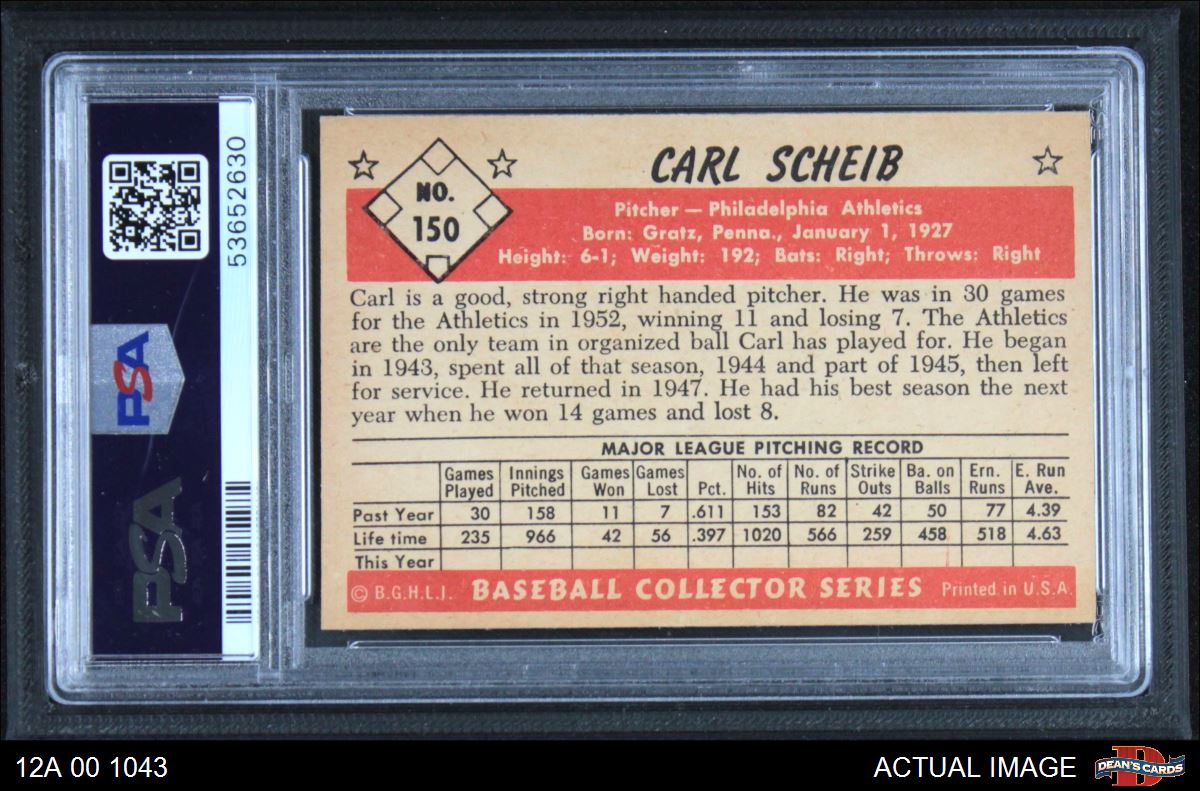 53652630
PSA
PSA
NO.
150
CARL SCHEIB
Pitcher — Philadelphia Athletics
Born: Gratz, Penna., January 1, 1927
Height: 6-1; Weight: 192; Bats: Right; Throws: Right
Carl is a good, strong right handed pitcher. He was in 30 games
for the Athletics in 1952, winning 11 and losing 7. The Athletics
are the only team in organized ball Carl has played for. He began
in 1943, spent all of that season, 1944 and part of 1945, then left
for service. He returned in 1947. He had his best season the next
year when he won 14 games and lost 8.
MAJOR LEAGUE PITCHING RECORD
Games Played Innings Pitched Games Won Games Lost Pct. No. of Hits No. of Runs Strike Outs Ba. on Balls Ern. Runs E. Run Ave.
Past Year 30 158 11 7 .611 153 82 42 50 77 4.39
Life time 235 966 42 56 .397 1020 566 259 458 518 4.63
This Year
© B.G.H.L.I. BASEBALL COLLECTOR SERIES Printed in U.S.A.
12A 00 1043
ACTUAL IMAGE
DEAN'S CARDS